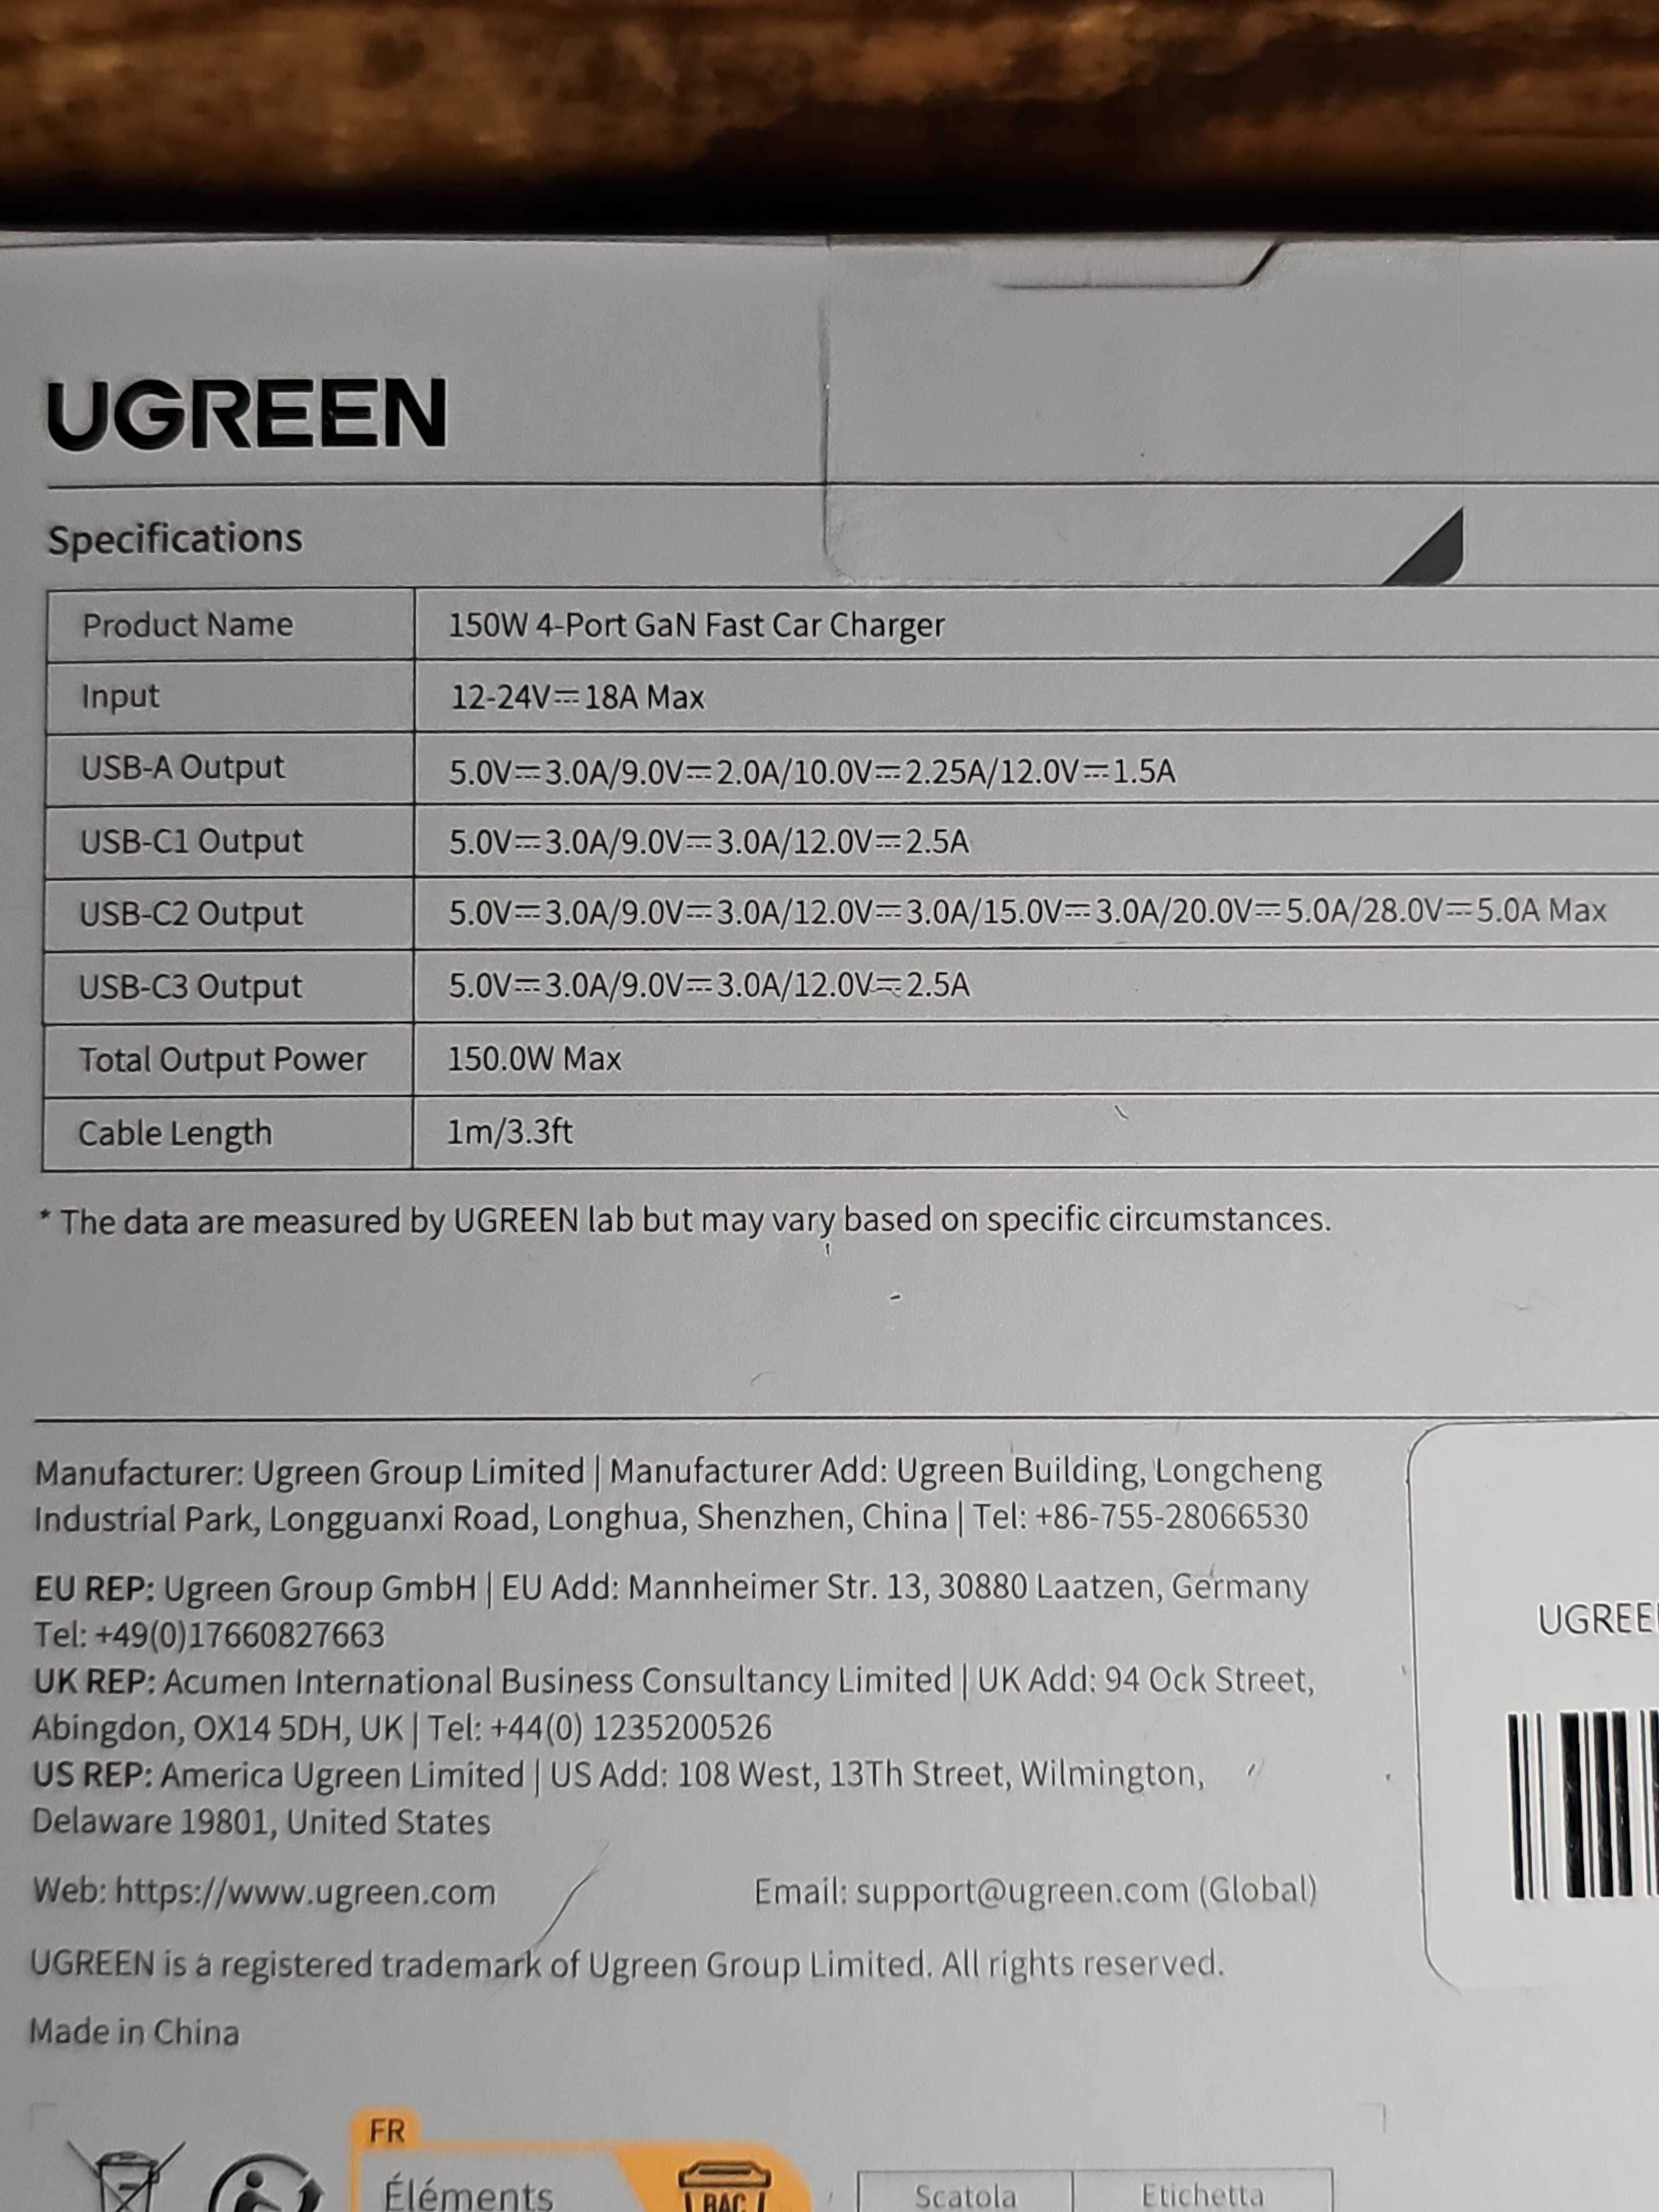 UGREEN
Specifications
Product Name 150W 4-Port GaN Fast Car Charger
Input 12-24V⎓18A Max
USB-A Output 5.0V⎓3.0A/9.0V⎓2.0A/10.0V⎓2.25A/12.0V⎓1.5A
USB-C1 Output 5.0V⎓3.0A/9.0V⎓3.0A/12.0V⎓2.5A
USB-C2 Output 5.0V⎓3.0A/9.0V⎓3.0A/12.0V⎓3.0A/15.0V⎓3.0A/20.0V⎓5.0A/28.0V⎓5.0A Max
USB-C3 Output 5.0V⎓3.0A/9.0V⎓3.0A/12.0V⎓2.5A
Total Output Power 150.0W Max
Cable Length 1m/3.3ft
* The data are measured by UGREEN lab but may vary based on specific circumstances.
Manufacturer: Ugreen Group Limited | Manufacturer Add: Ugreen Building, Longcheng
Industrial Park, Longguanxi Road, Longhua, Shenzhen, China | Tel: +86-755-28066530
EU REP: Ugreen Group GmbH | EU Add: Mannheimer Str. 13, 30880 Laatzen, Germany
Tel: +49(0)17660827663
UK REP: Acumen International Business Consultancy Limited | UK Add: 94 Ock Street,
Abingdon, OX14 5DH, UK | Tel: +44(0) 1235200526
US REP: America Ugreen Limited | US Add: 108 West, 13Th Street, Wilmington,
Delaware 19801, United States
Web: https://www.ugreen.com Email: support@ugreen.com (Global)
UGREEN is a registered trademark of Ugreen Group Limited. All rights reserved.
Made in China
FR
Éléments
BAC
Scatola Etichetta